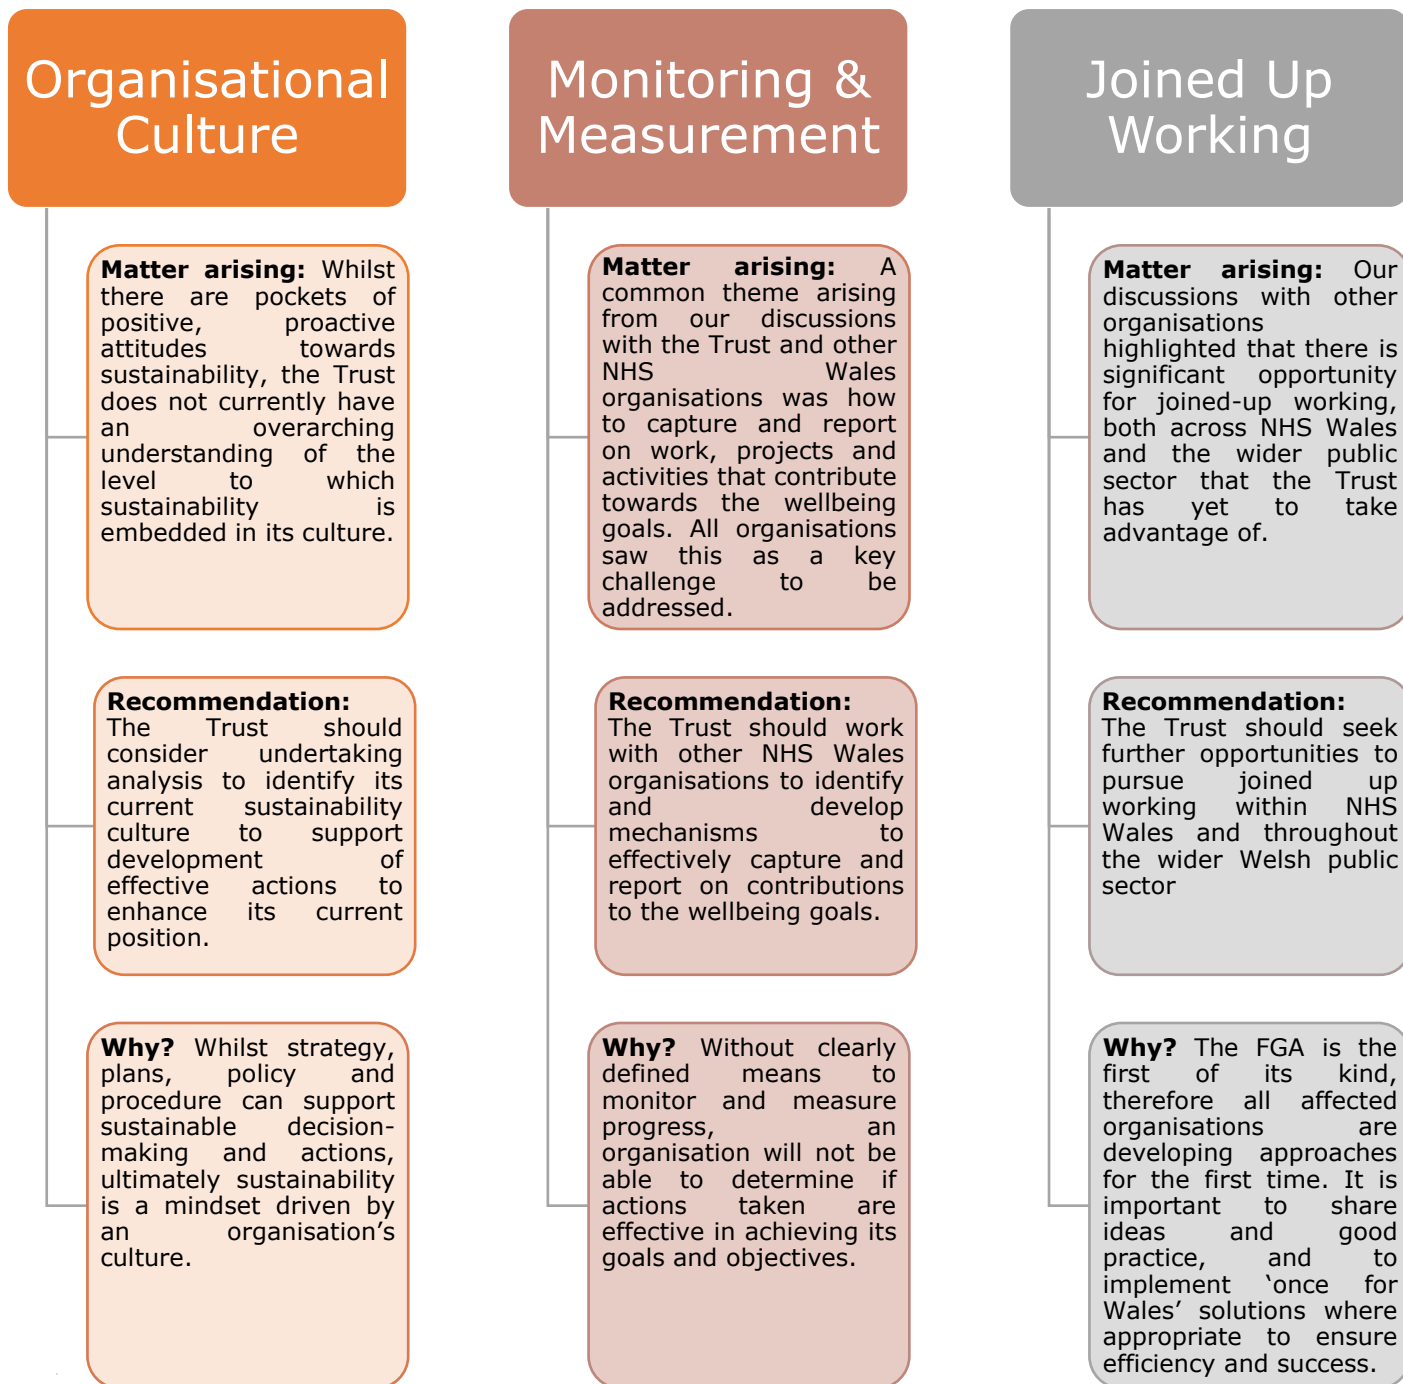 Organisational
Culture
Matter arising: Whilst
there are pockets of
positive, proactive
attitudes towards
sustainability, the Trust
does not currently have
an overarching
understanding of the
level to which
sustainability is
embedded in its culture.
Recommendation:
The Trust should
consider undertaking
analysis to identify its
current sustainability
culture to support
development of
effective actions to
enhance its current
position.
Why? Whilst strategy,
plans, policy and
procedure can support
sustainable decision-
making and actions,
ultimately sustainability
is a mindset driven by
an organisation’s
culture.
Monitoring &
Measurement
Matter arising: A
common theme arising
from our discussions
with the Trust and other
NHS Wales
organisations was how
to capture and report
on work, projects and
activities that contribute
towards the wellbeing
goals. All organisations
saw this as a key
challenge to be
addressed.
Recommendation:
The Trust should work
with other NHS Wales
organisations to identify
and develop
mechanisms to
effectively capture and
report on contributions
to the wellbeing goals.
Why? Without clearly
defined means to
monitor and measure
progress, an
organisation will not be
able to determine if
actions taken are
effective in achieving its
goals and objectives.
Joined Up
Working
Matter arising: Our
discussions with other
organisations
highlighted that there is
significant opportunity
for joined-up working,
both across NHS Wales
and the wider public
sector that the Trust
has yet to take
advantage of.
Recommendation:
The Trust should seek
further opportunities to
pursue joined up
working within NHS
Wales and throughout
the wider Welsh public
sector
Why? The FGA is the
first of its kind,
therefore all affected
organisations are
developing approaches
for the first time. It is
important to share
ideas and good
practice, and to
implement ‘once for
Wales’ solutions where
appropriate to ensure
efficiency and success.